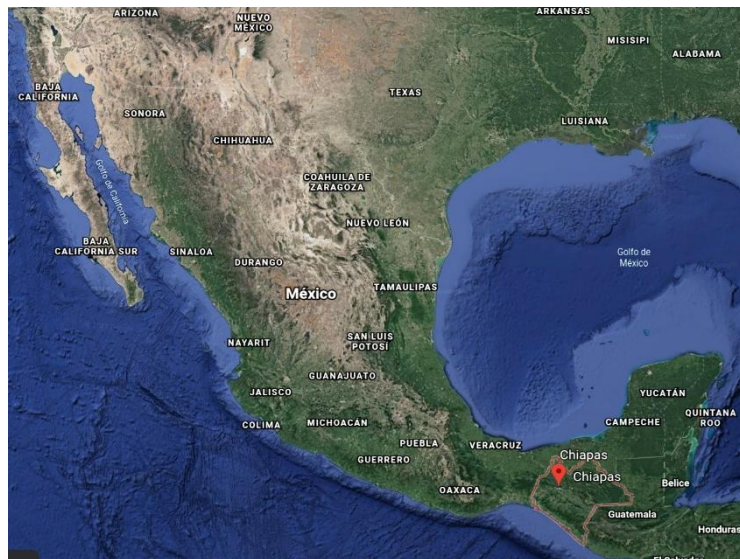 ARIZONA
NUEVO
MÉXICO
ARKANSAS
MISISIPI
ALABAMA
BAJA
CALIFORNIA
TEXAS
SONORA
LUISIANA
CHIHUAHUA
Golfo de California
COAHUILA DE
ZARAGOZA
NUEVO LEÓN
BAJA
CALIFORNIA SUR
SINALOA
Golfo de
México
DURANGO
TAMAULIPAS
México
NAYARIT
SAN LUIS
POTOSÍ
GUANAJUATO
JALISCO
YUCATÁN
COLIMA
MICHOACÁN
CAMPECHE
QUINTANA
ROO
PUEBLA
VERACRUZ
GUERRERO
Chiapas
Chiapas
OAXACA
Belice
Guatemala
Honduras